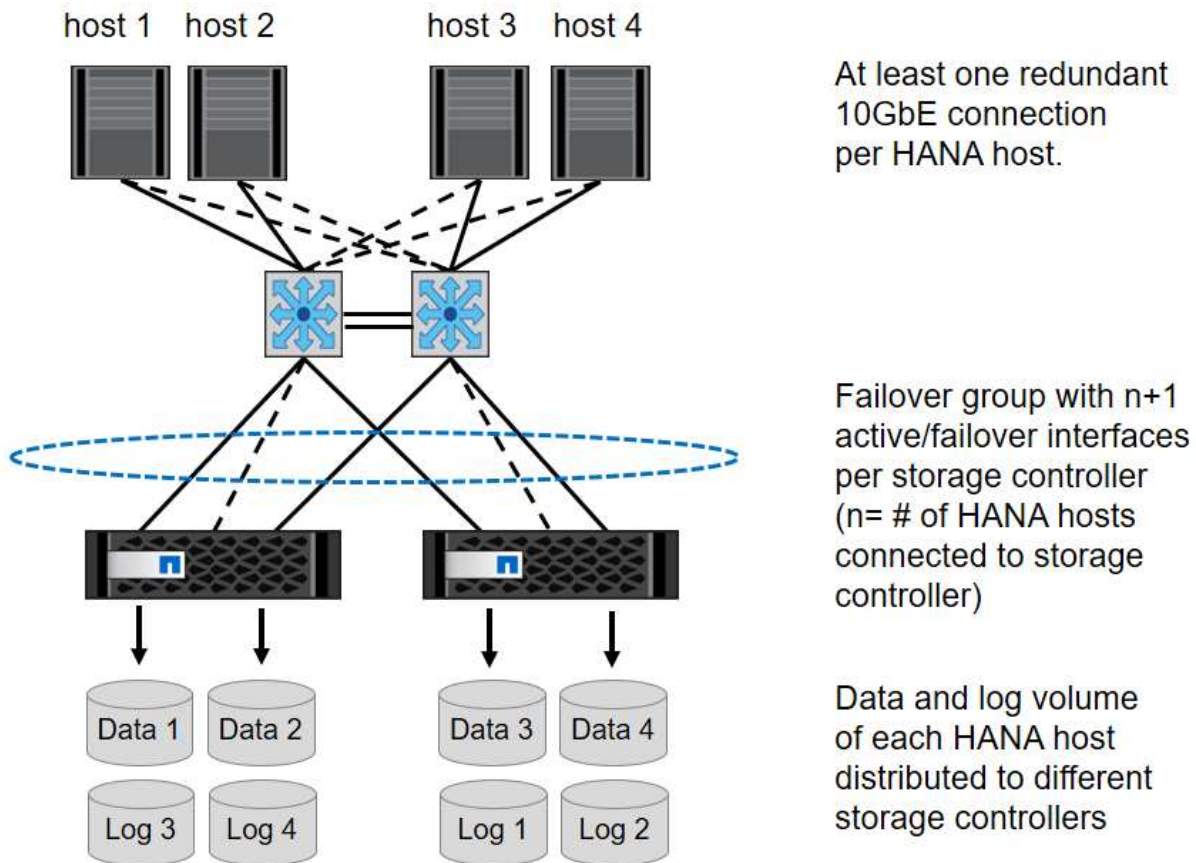 host 1 host 2 host 3 host 4
At least one redundant
10GbE connection
per HANA host.
Failover group with n+1
active/failover interfaces
per storage controller
(n= # of HANA hosts
connected to storage
controller)
Data 1 Data 2 Data 3 Data 4
Log 3 Log 4 Log 1 Log 2
Data and log volume
of each HANA host
distributed to different
storage controllers